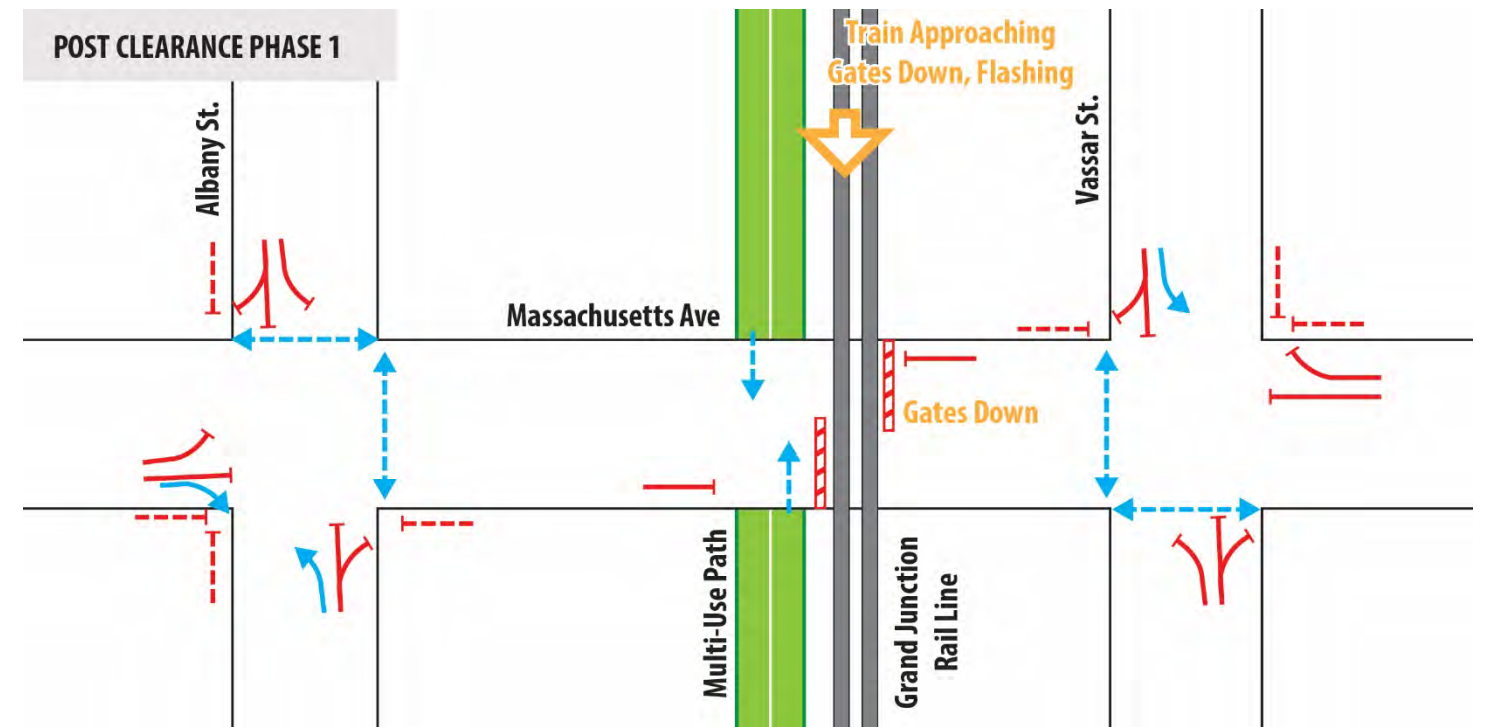 POST CLEARANCE PHASE 1
Train Approaching
Gates Down, Flashing
Albany St.
Vassar St.
Massachusetts Ave
Gates Down
Multi-Use Path
Grand Junction
Rail Line